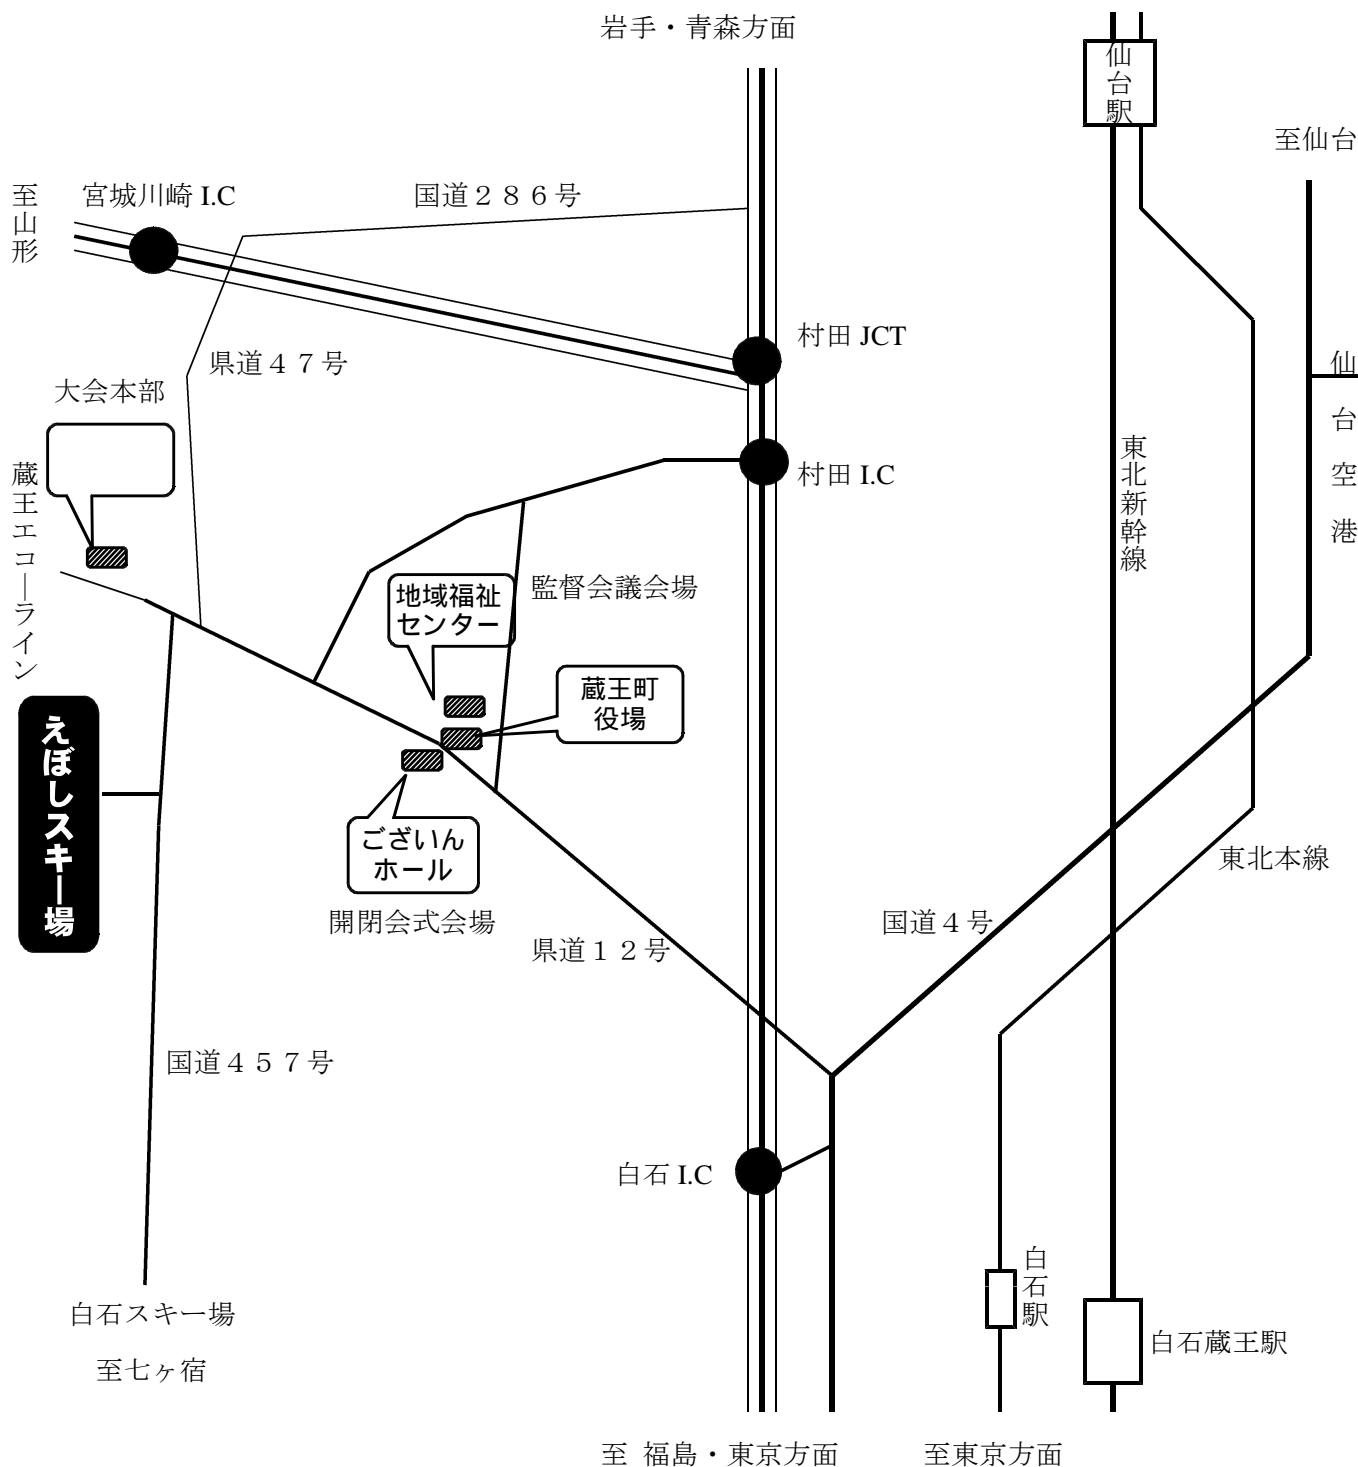 岩手・青森方面
仙台駅
至仙台
至山形
宮城川崎 I.C
国道２８６号
村田 JCT
県道４７号
仙台空港
大会本部
東北新幹線
蔵王エコーライン
村田 I.C
地域福祉
センター
監督会議会場
蔵王町
役場
えぼしスキー場
ございん
ホール
東北本線
開閉会式会場
国道４号
県道１２号
国道４５７号
白石 I.C
白石駅
白石スキー場
白石蔵王駅
至七ヶ宿
至 福島・東京方面
至東京方面